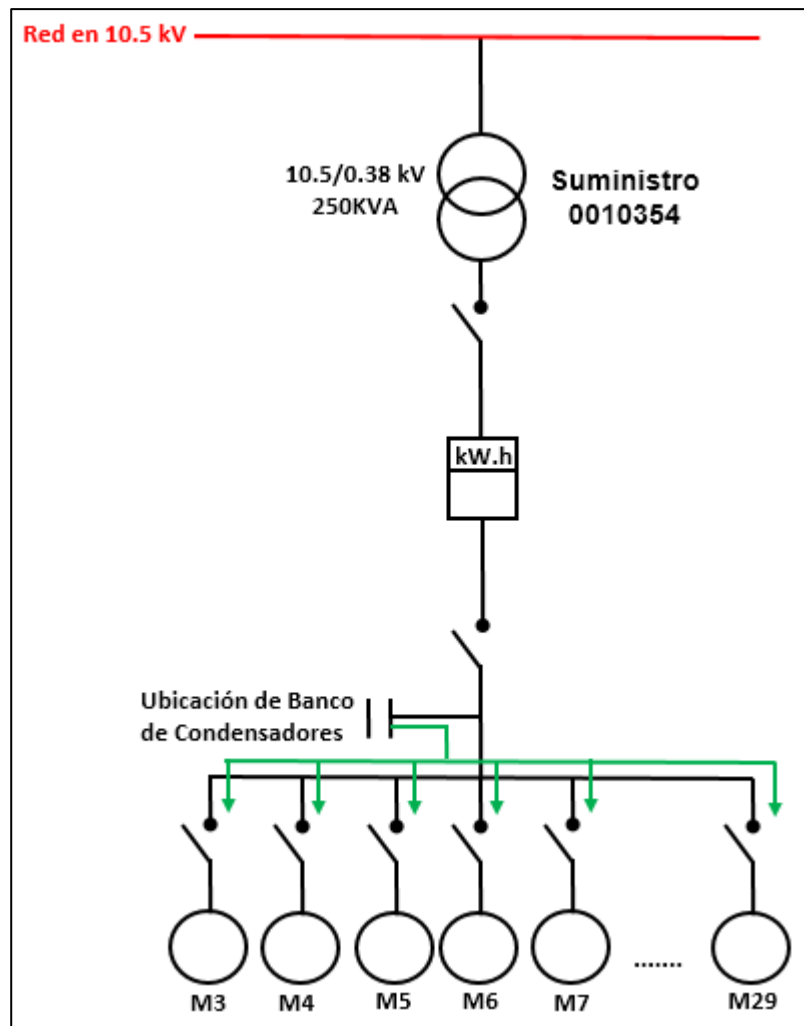 Red en 10.5 kV
10.5/0.38 kV
250KVA
Suministro
0010354
kW.h
Ubicación de Banco
de Condensadores
M3 M4 M5 M6 M7 ....... M29